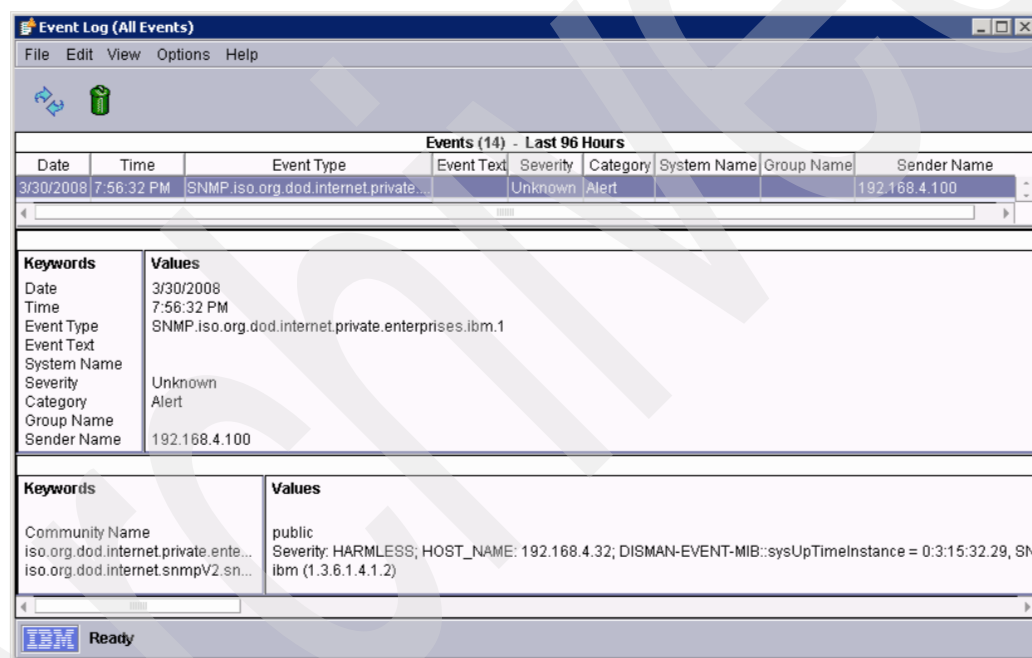 Event Log (All Events)
File Edit View Options Help
Events (14) - Last 96 Hours
Date Time Event Type Event Text Severity Category System Name Group Name Sender Name
3/30/2008 7:56:32 PM SNMP.iso.org.dod.internet.private.... Unknown Alert 192.168.4.100
Keywords Values
Date 3/30/2008
Time 7:56:32 PM
Event Type SNMP.iso.org.dod.internet.private.enterprises.ibm.1
Event Text
System Name
Severity Unknown
Category Alert
Group Name
Sender Name 192.168.4.100
Keywords Values
Community Name public
iso.org.dod.internet.private.ente... Severity: HARMLESS; HOST_NAME: 192.168.4.32; DISMAN-EVENT-MIB::sysUpTimeInstance = 0:3:15:32.29, SN
iso.org.dod.internet.snmpV2.sn... ibm (1.3.6.1.4.1.2)
IBM Ready